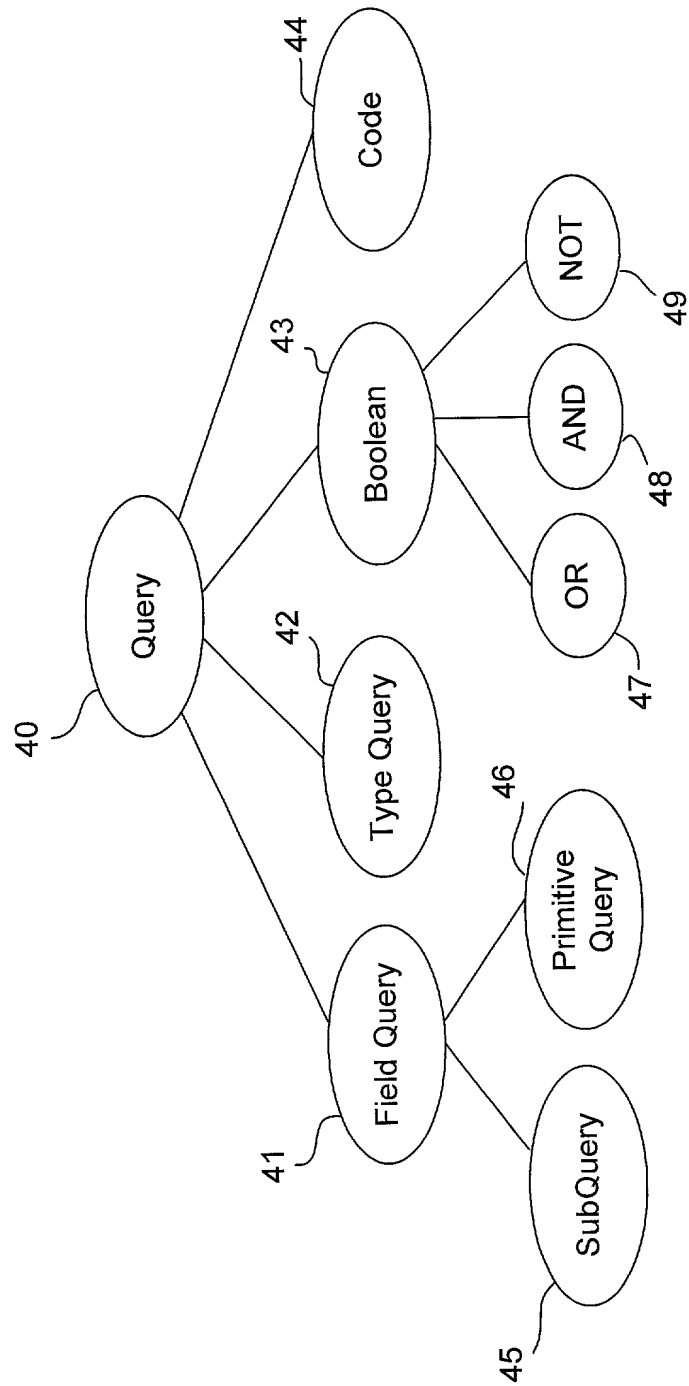 40
Query
41
Field Query
42
Type Query
43
Boolean
44
Code
45
SubQuery
46
Primitive
Query
47
OR
48
AND
49
NOT